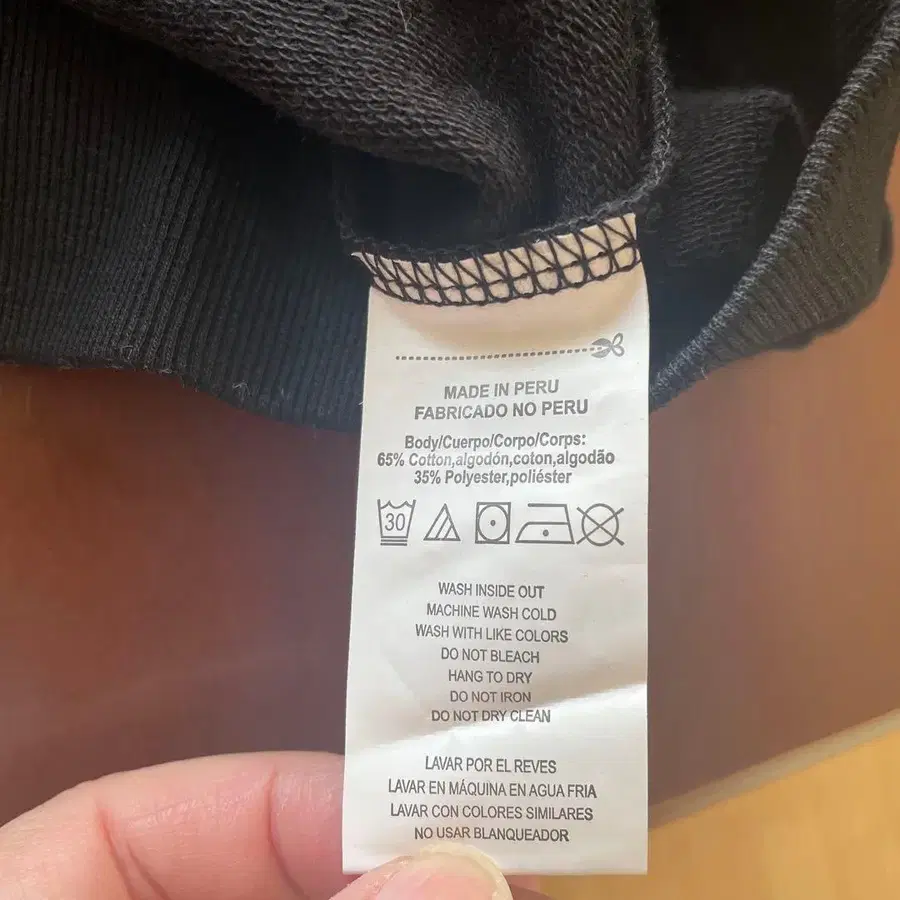 MADE IN PERU
FABRICADO NO PERU
Body/Cuerpo/Corpo/Corps:
65% Cotton,algodón,coton,algodão
35% Polyester,poliéster
30
WASH INSIDE OUT
MACHINE WASH COLD
WASH WITH LIKE COLORS
DO NOT BLEACH
HANG TO DRY
DO NOT IRON
DO NOT DRY CLEAN
LAVAR POR EL REVES
LAVAR EN MÁQUINA EN AGUA FRIA
LAVAR CON COLORES SIMILARES
NO USAR BLANQUEADOR